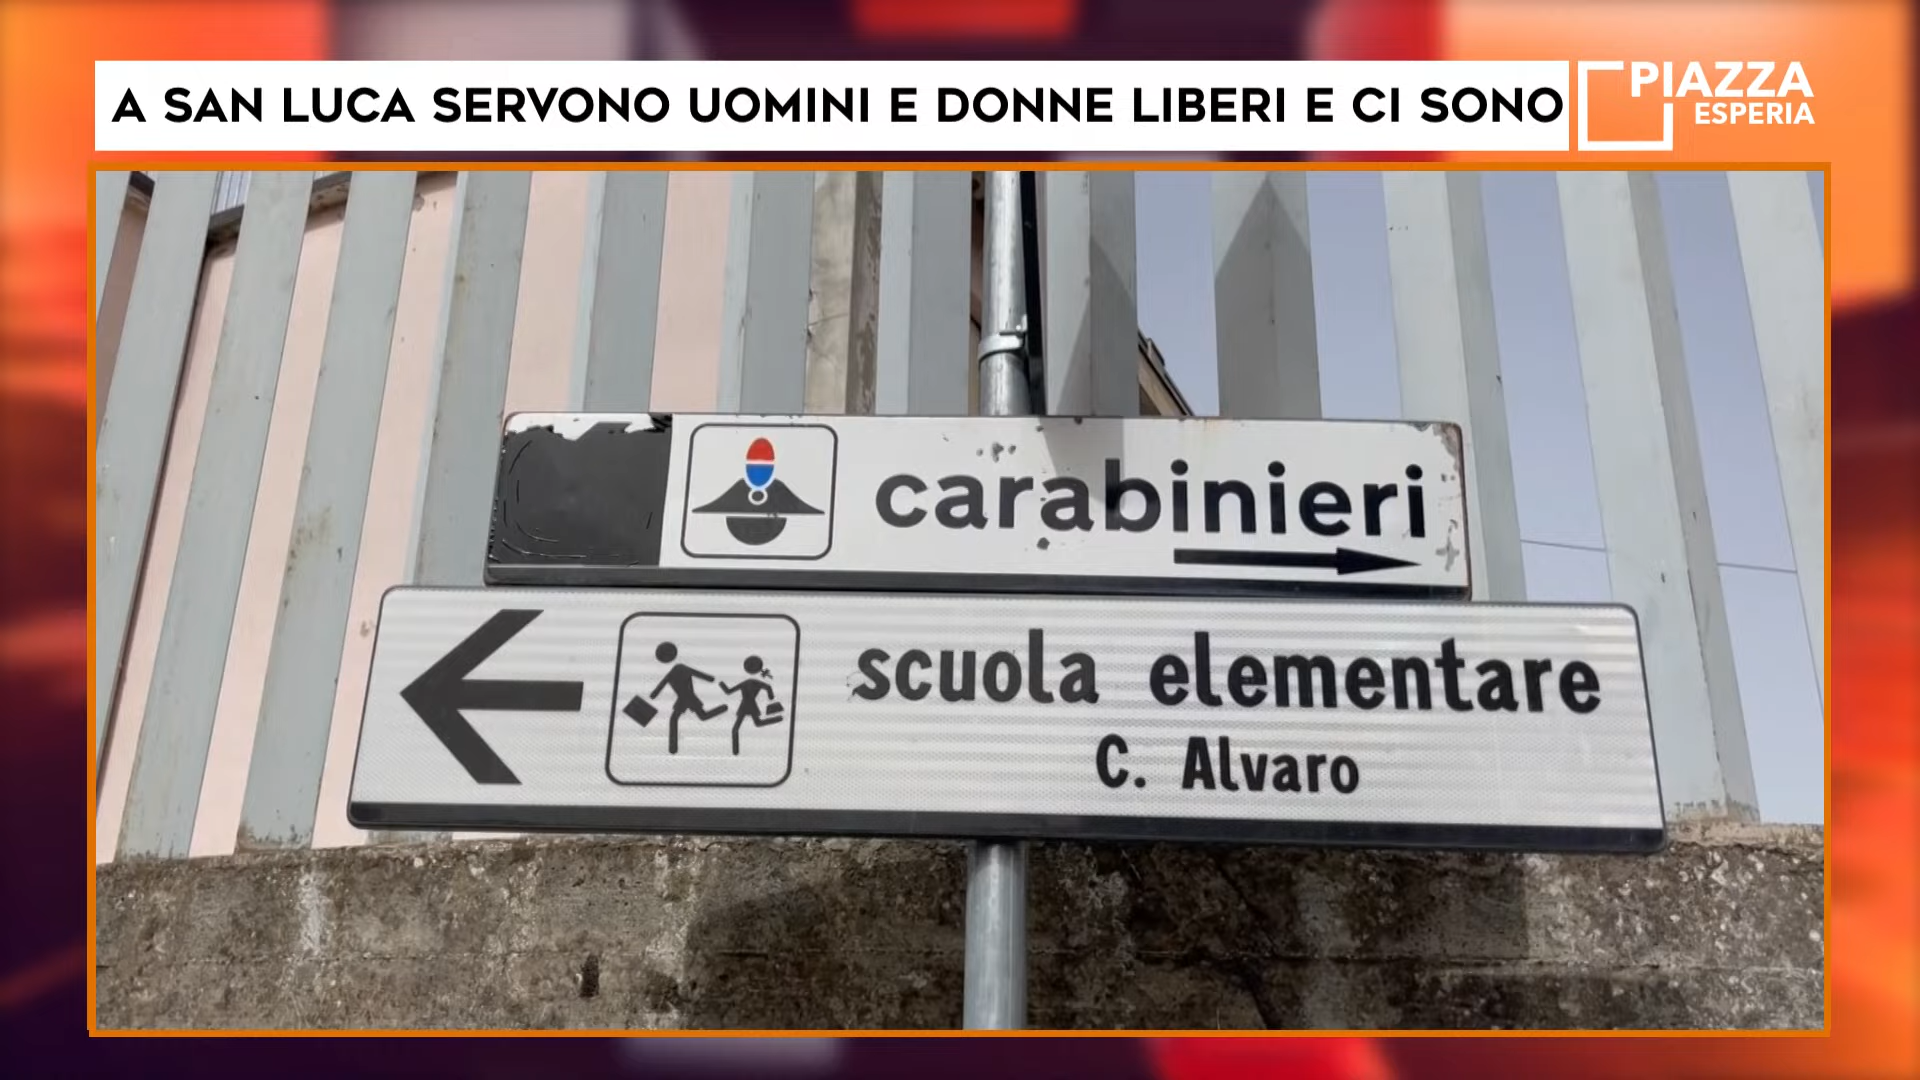 A SAN LUCA SERVONO UOMINI E DONNE LIBERI E CI SONO
PIAZZA
ESPERIA
carabinieri
scuola elementare
C. Alvaro